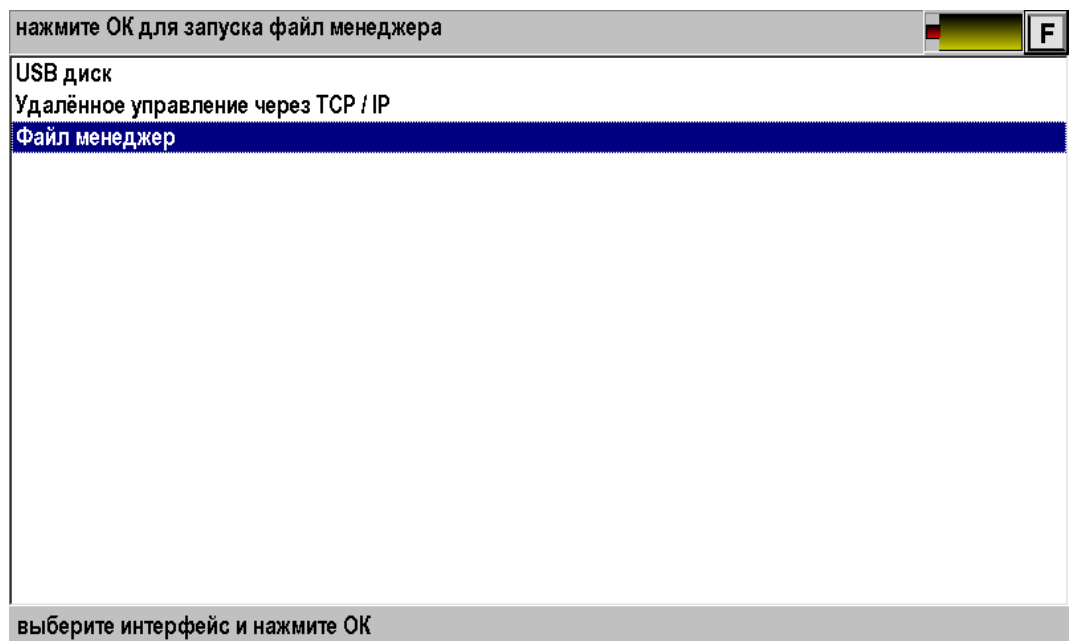 нажмите ОК для запуска файл менеджера
F
USB диск
Удалённое управление через TCP / IP
Файл менеджер
выберите интерфейс и нажмите ОК